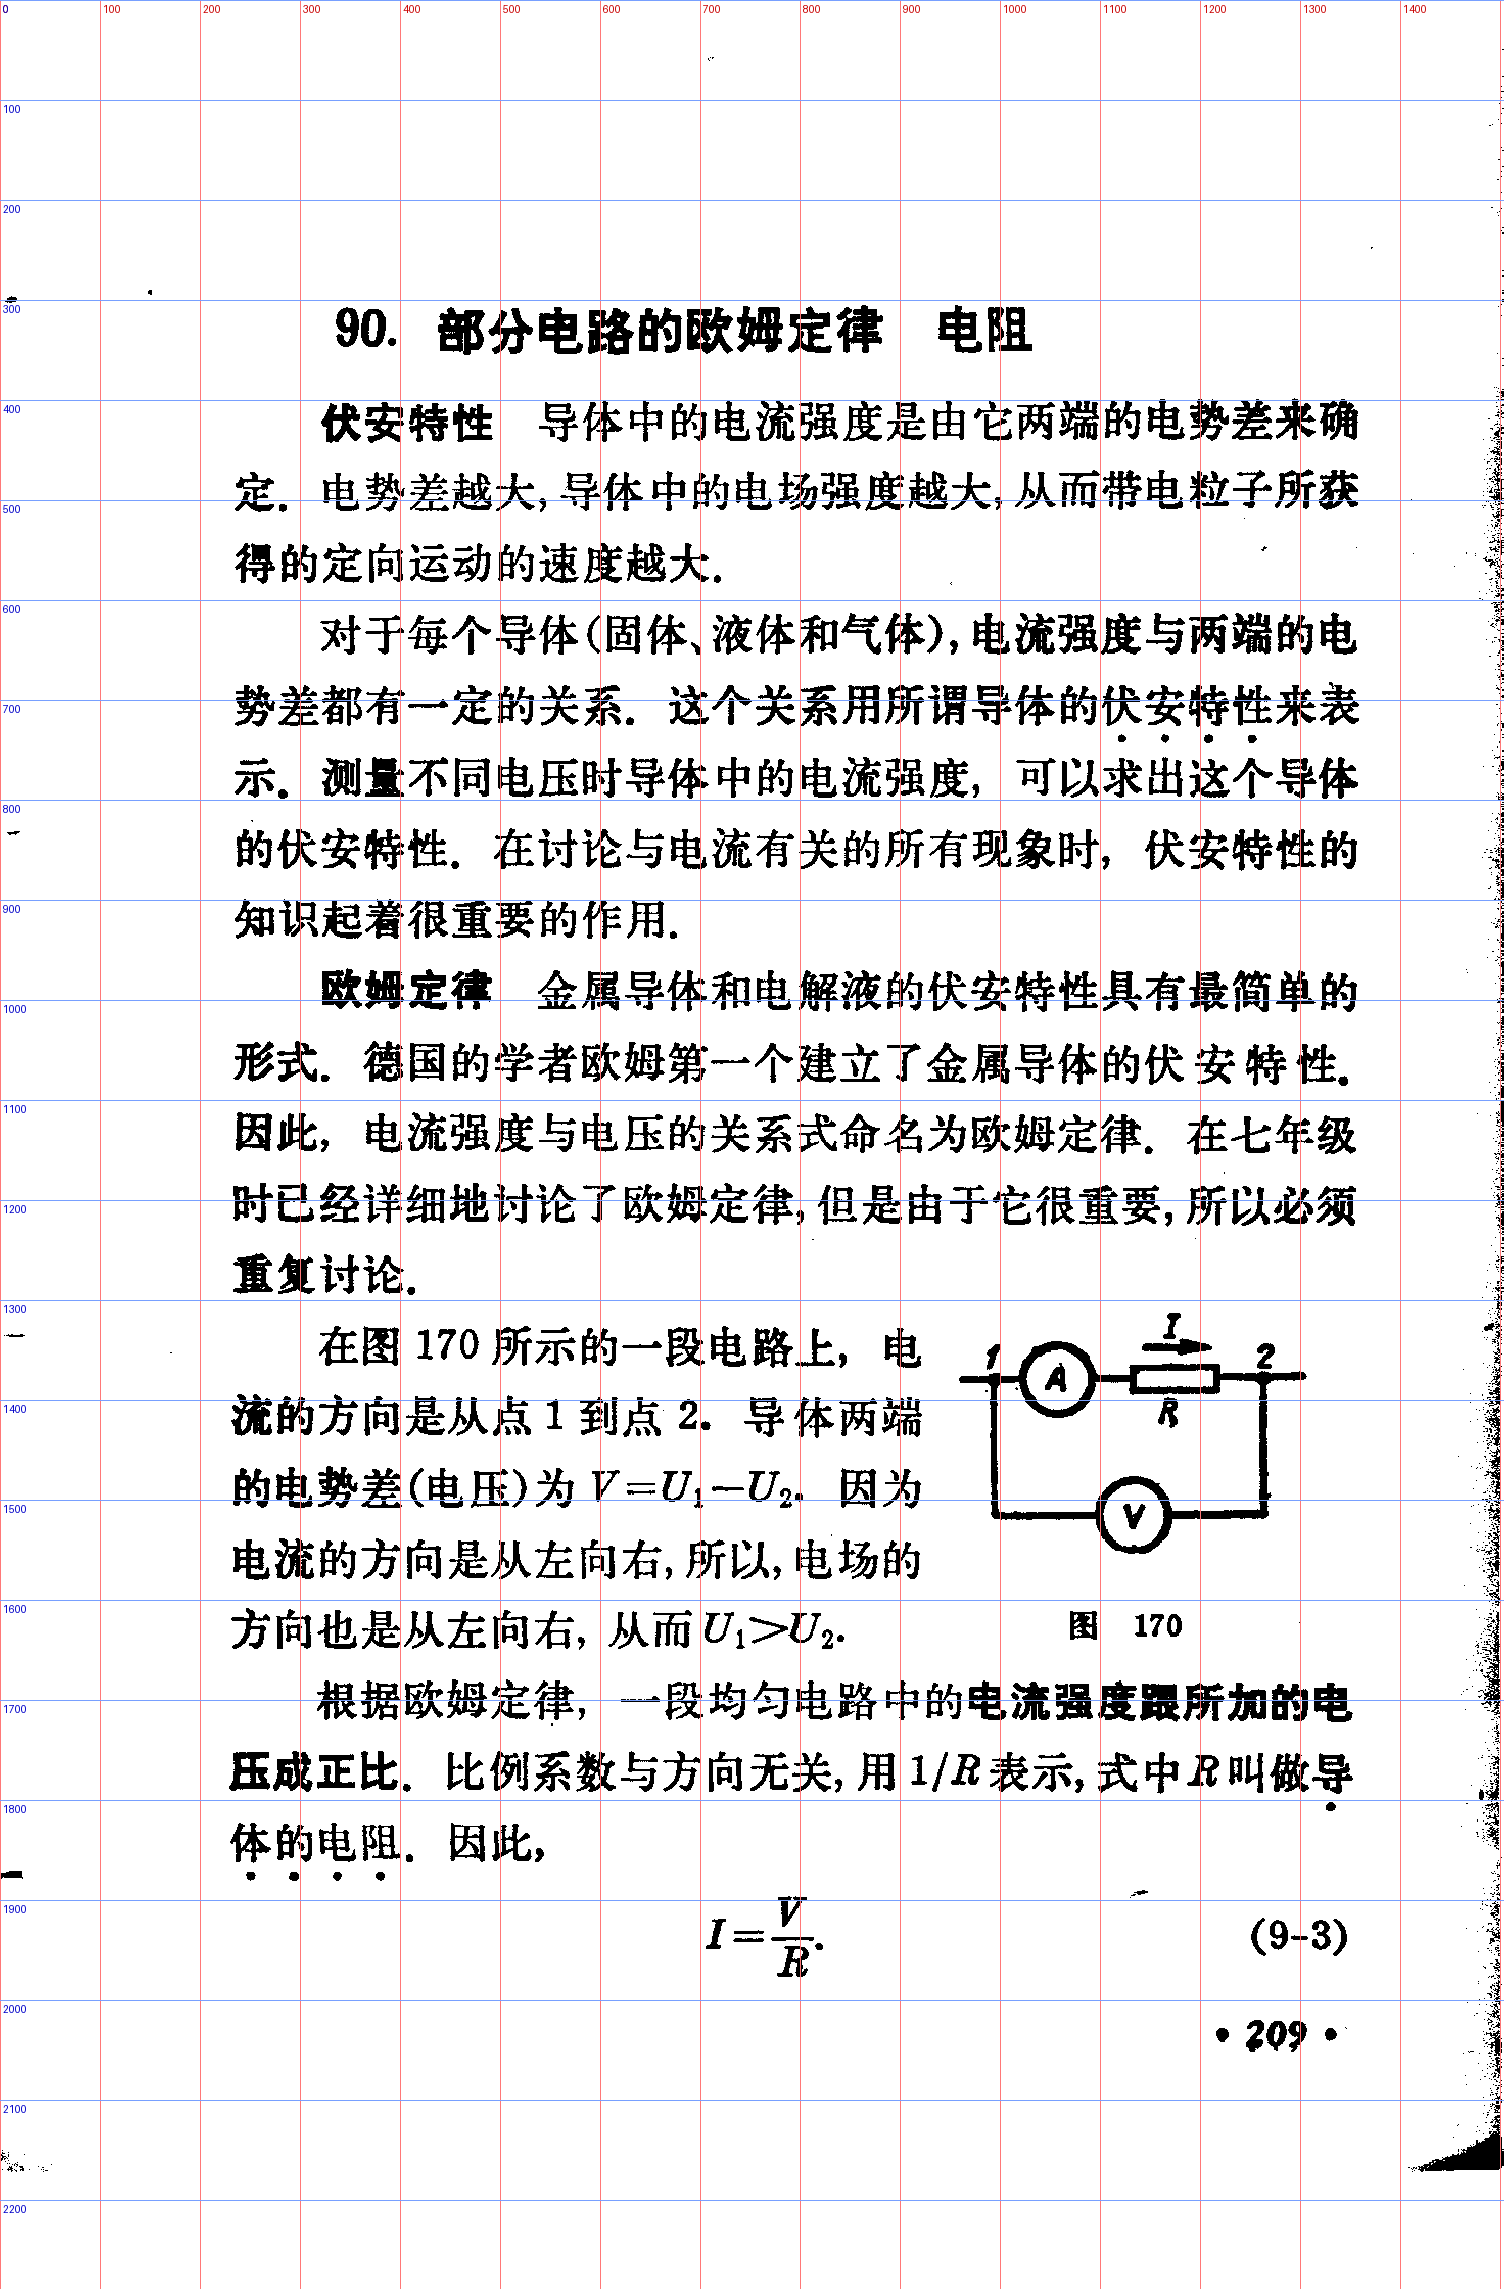 90. 部分电路的欧姆定律　电阻
伏安特性　导体中的电流强度是由它两端的电势差来确
定. 电势差越大, 导体中的电场强度越大, 从而带电粒子所获
得的定向运动的速度越大.
对于每个导体(固体、液体和气体), 电流强度与两端的电
势差都有一定的关系. 这个关系用所谓导体的伏安特性来表
示. 测量不同电压时导体中的电流强度, 可以求出这个导体
的伏安特性. 在讨论与电流有关的所有现象时, 伏安特性的
知识起着很重要的作用.
欧姆定律　金属导体和电解液的伏安特性具有最简单的
形式. 德国的学者欧姆第一个建立了金属导体的伏安特性.
因此, 电流强度与电压的关系式命名为欧姆定律. 在七年级
时已经详细地讨论了欧姆定律, 但是由于它很重要, 所以必须
重复讨论.
在图 170 所示的一段电路上, 电
流的方向是从点 1 到点 2. 导体两端
的电势差(电压)为 V=U₁−U₂. 因为
电流的方向是从左向右, 所以, 电场的
方向也是从左向右, 从而 U₁>U₂.
I
1
A
2
R
V
图 170
根据欧姆定律, 一段均匀电路中的电流强度跟所加的电
压成正比. 比例系数与方向无关, 用 1/R 表示, 式中 R 叫做导
体的电阻. 因此,
I=V/R. (9-3)
• 209 •